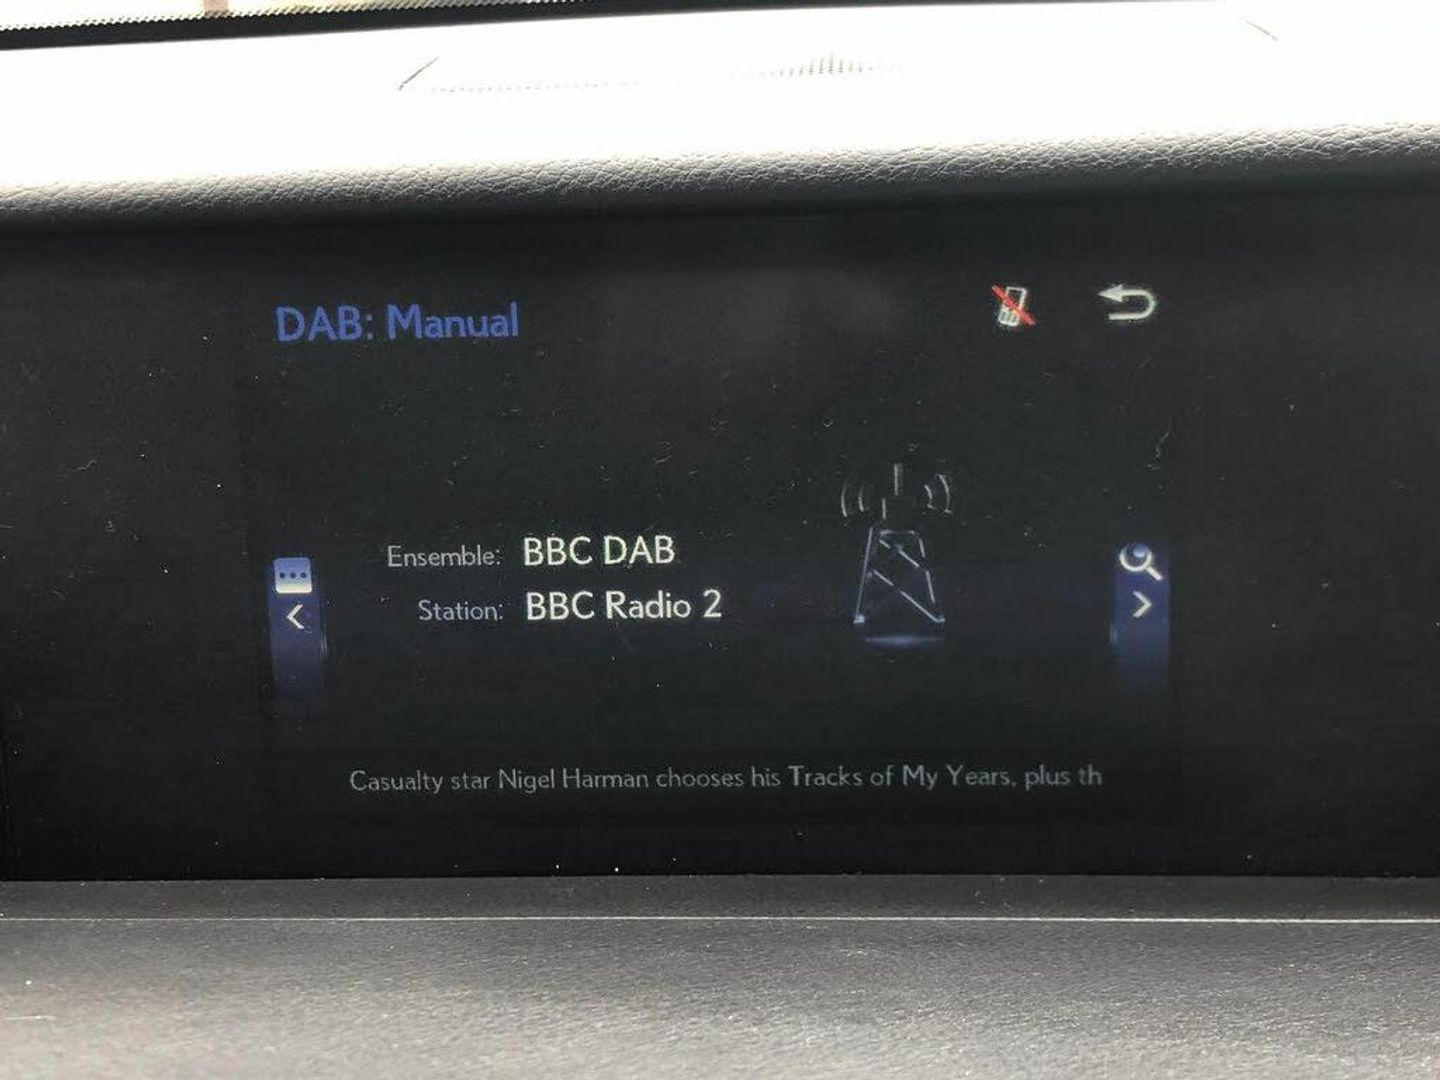 DAB: Manual
Ensemble: BBC DAB
Station: BBC Radio 2
Casualty star Nigel Harman chooses his Tracks of My Years, plus th